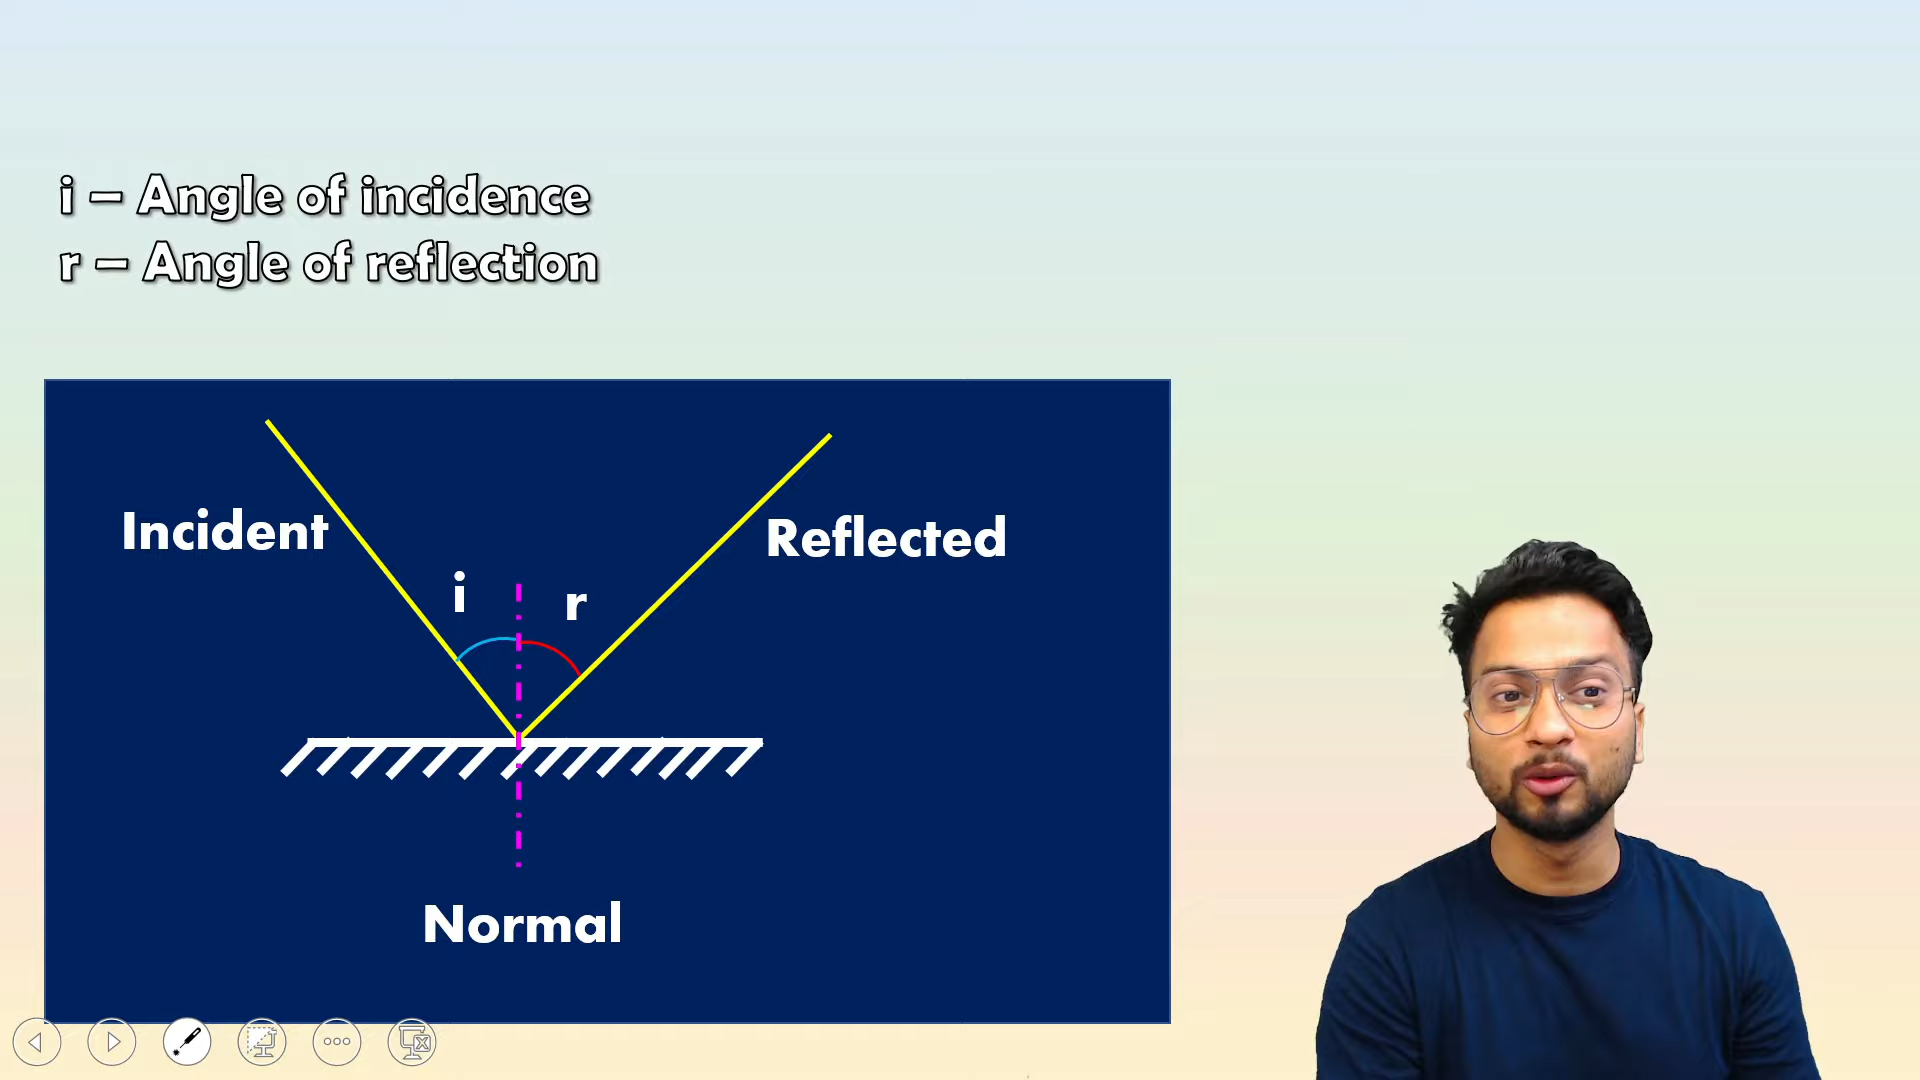 i – Angle of incidence
r – Angle of reflection
Incident
Reflected
i
r
Normal